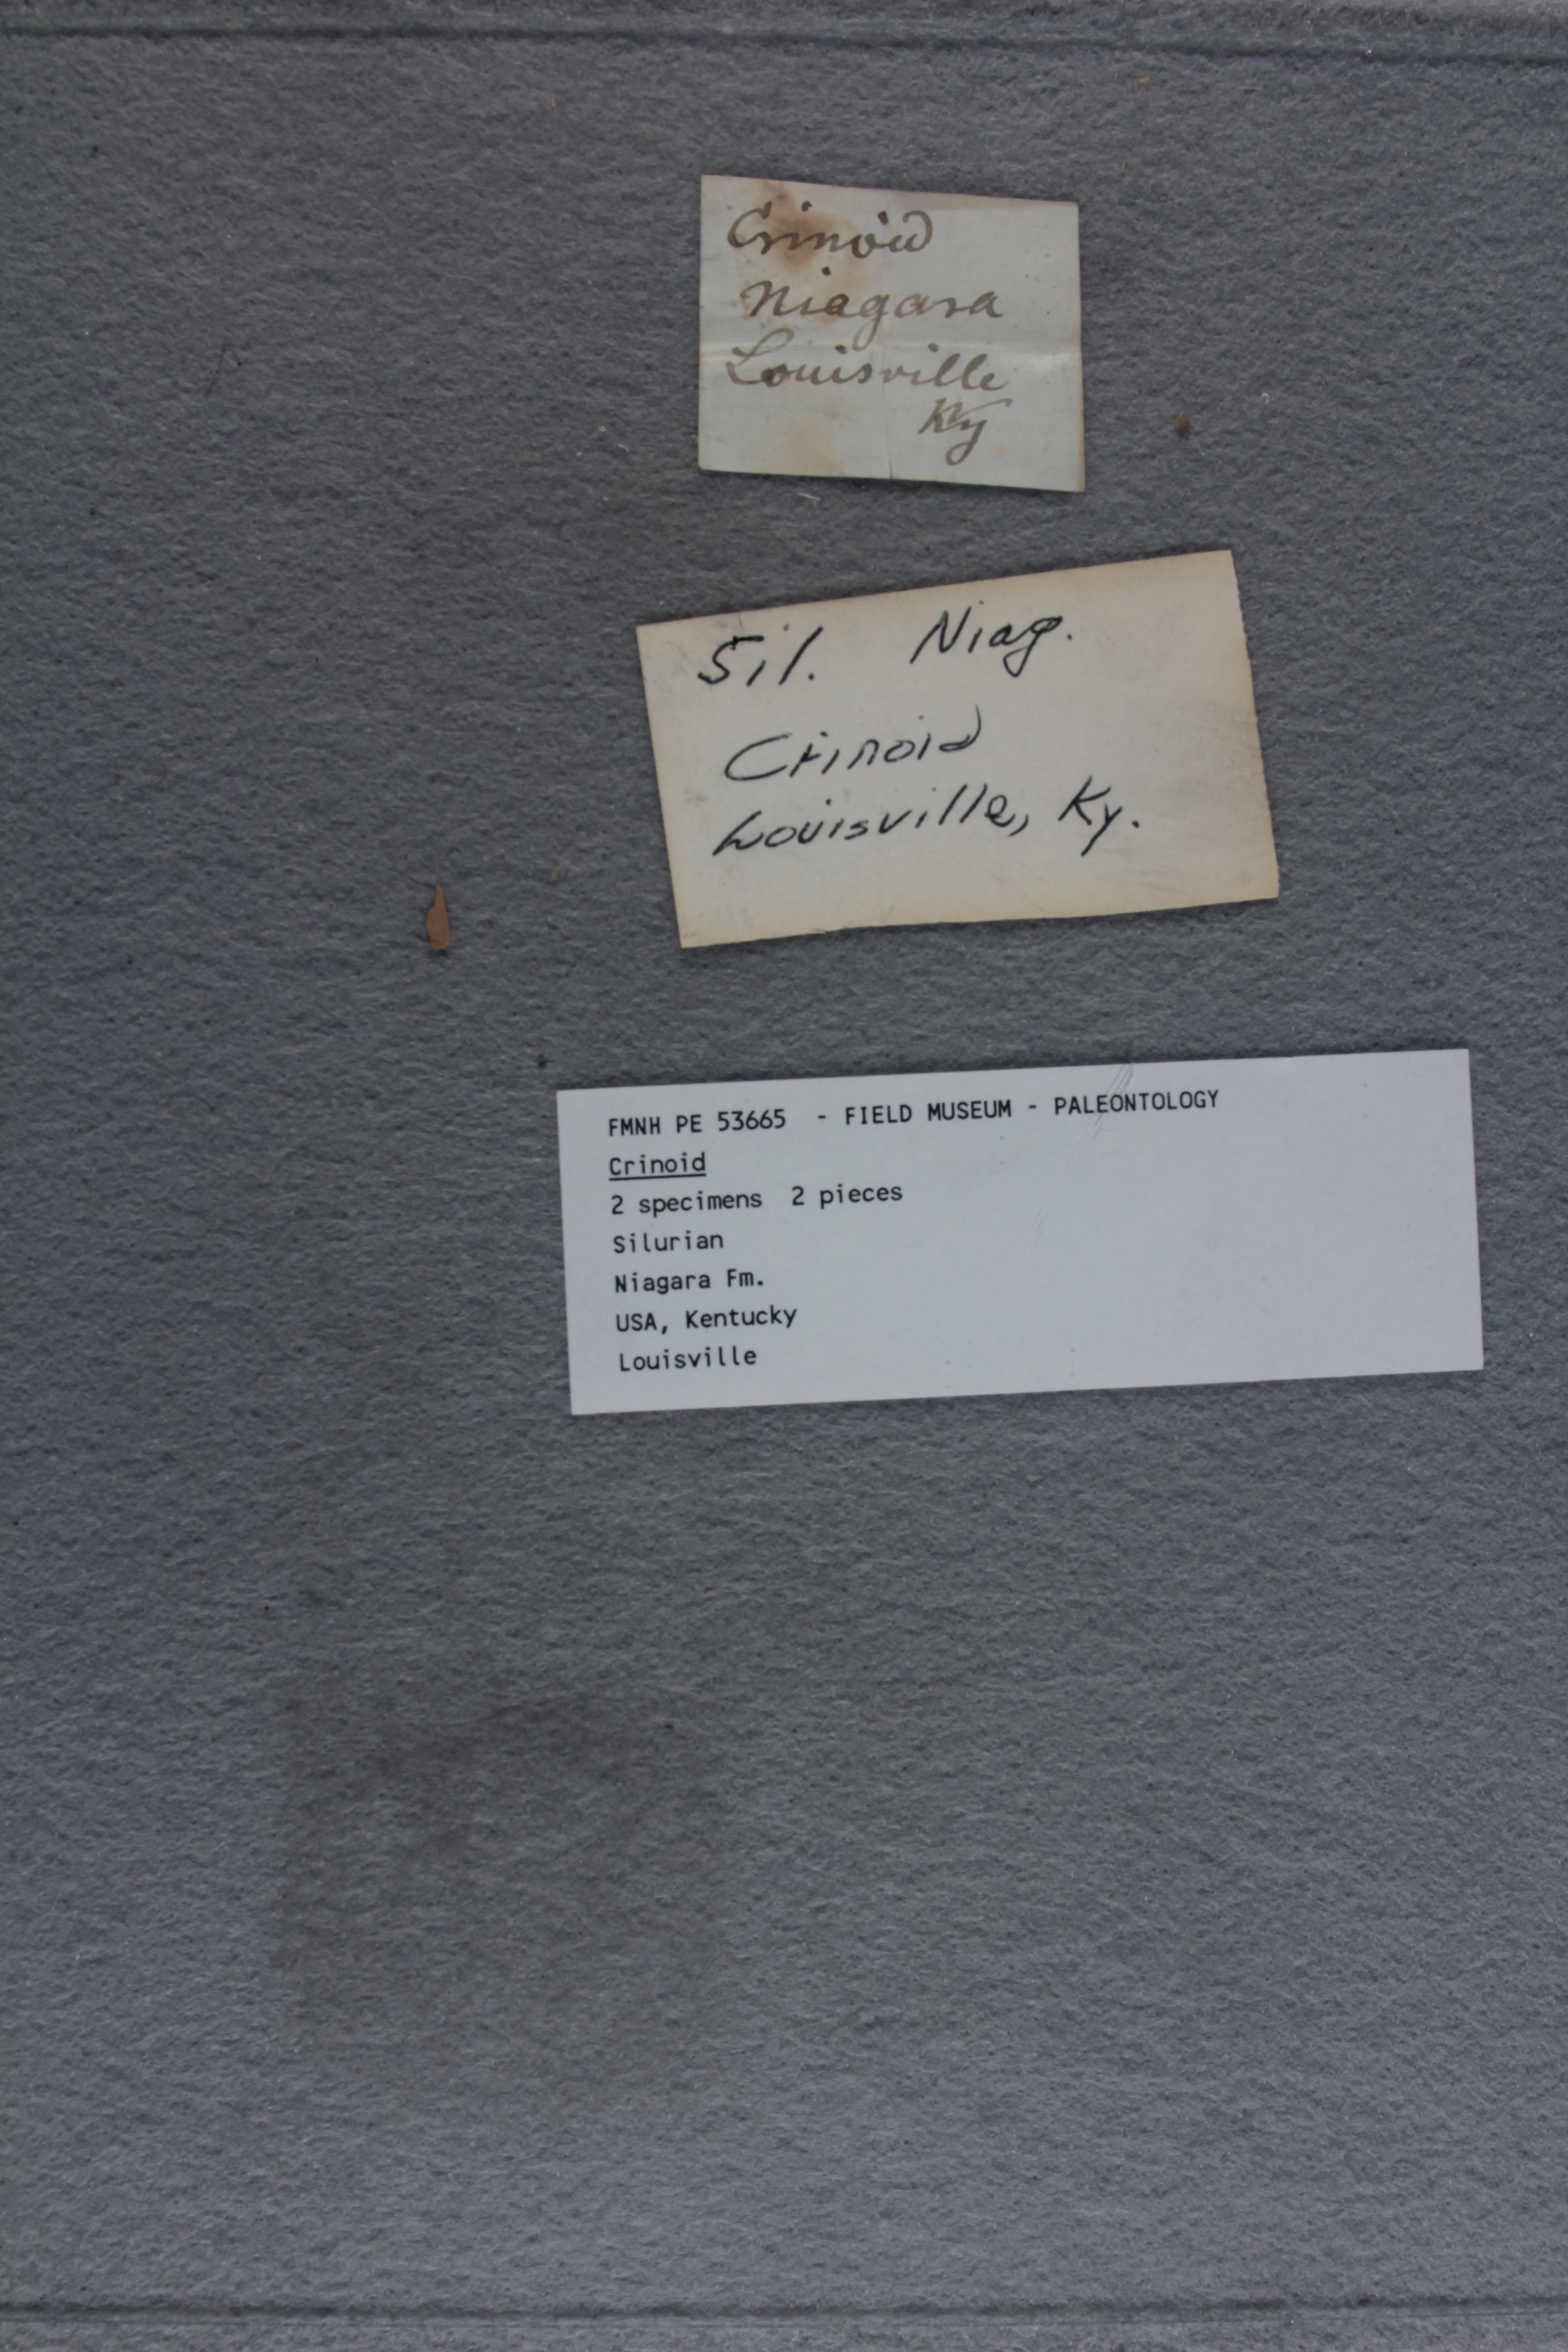 Crinoid
Niagara
Louisville
Ky
Sil. Niag.
Crinoid
Louisville, Ky.
FMNH PE 53665 - FIELD MUSEUM - PALEONTOLOGY
Crinoid
2 specimens 2 pieces
Silurian
Niagara Fm.
USA, Kentucky
Louisville